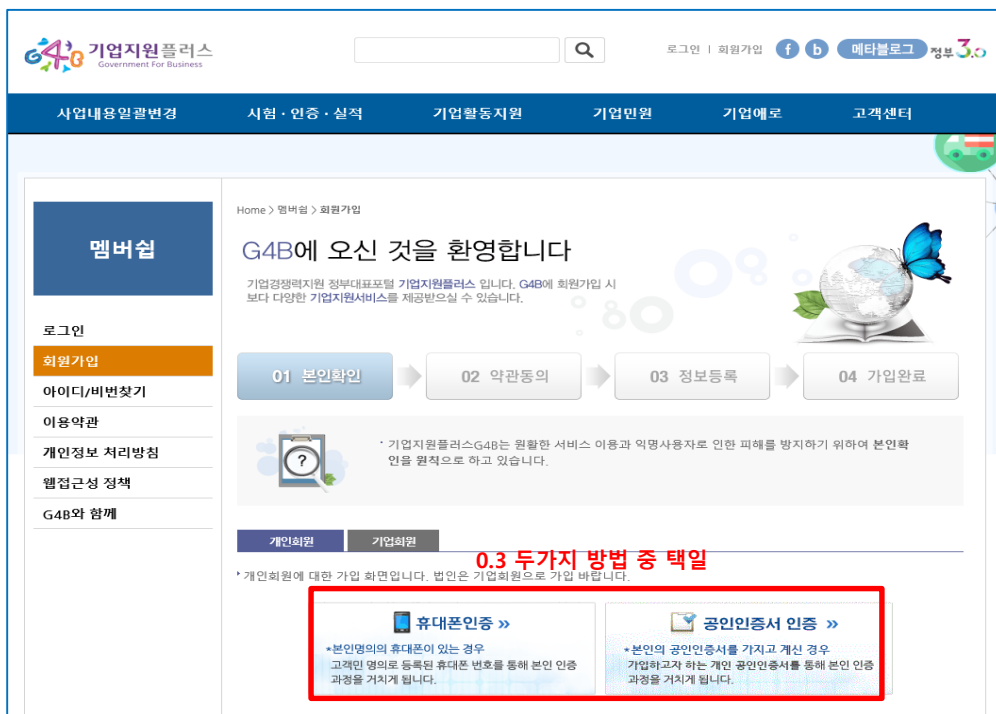 G4B 기업지원플러스
Government For Business
로그인 | 회원가입 f b 메타블로그 정부3.0
사업내용일괄변경 시험·인증·실적 기업활동지원 기업민원 기업애로 고객센터
멤버쉽
로그인
회원가입
아이디/비번찾기
이용약관
개인정보 처리방침
웹접근성 정책
G4B와 함께
Home > 멤버쉽 > 회원가입
G4B에 오신 것을 환영합니다
기업경쟁력지원 정부대표포털 기업지원플러스 입니다. G4B에 회원가입 시
보다 다양한 기업지원서비스를 제공받으실 수 있습니다.
01 본인확인 02 약관동의 03 정보등록 04 가입완료
기업지원플러스G4B는 원활한 서비스 이용과 익명사용자로 인한 피해를 방지하기 위하여 본인확
인을 원칙으로 하고 있습니다.
개인회원 기업회원
0.3 두가지 방법 중 택일
개인회원에 대한 가입 화면입니다. 법인은 기업회원으로 가입 바랍니다.
휴대폰인증 »
*본인명의의 휴대폰이 있는 경우
고객민 명의로 등록된 휴대폰 번호를 통해 본인 인증
과정을 거치게 됩니다.
공인인증서 인증 »
*본인의 공인인증서를 가지고 계신 경우
가입하고자 하는 개인 공인인증서를 통해 본인 인증
과정을 거치게 됩니다.